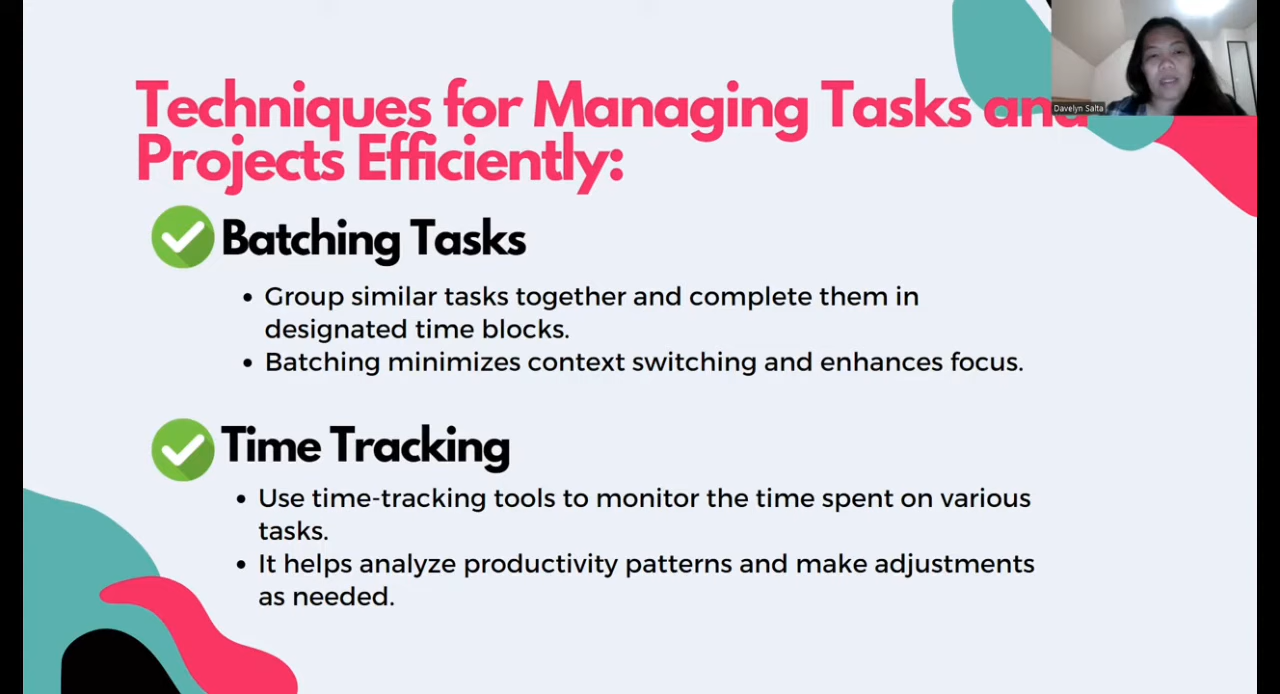 Techniques for Managing Tasks and
Projects Efficiently:
Batching Tasks
• Group similar tasks together and complete them in
designated time blocks.
• Batching minimizes context switching and enhances focus.
Time Tracking
• Use time-tracking tools to monitor the time spent on various
tasks.
• It helps analyze productivity patterns and make adjustments
as needed.
Davelyn Salta